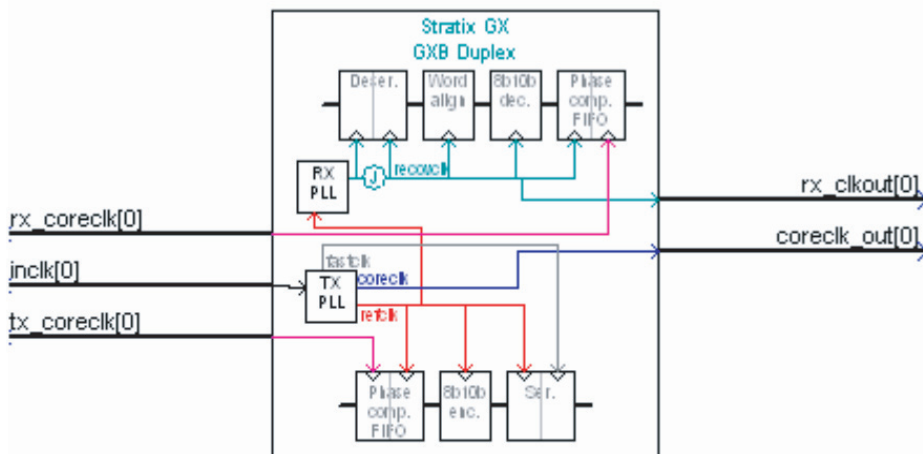 Stratix GX
GXB Duplex
Deser.
Word
align
8b10b
dec.
Phase
comp.
FIFO
recovclk
J
RX
PLL
rx_clkout[0]
rx_coreclk[0]
coreclk_out[0]
fastclk
inclk[0]
TX
PLL
coreclk
refclk
tx_coreclk[0]
Phase
comp.
FIFO
8b10b
enc.
Ser.